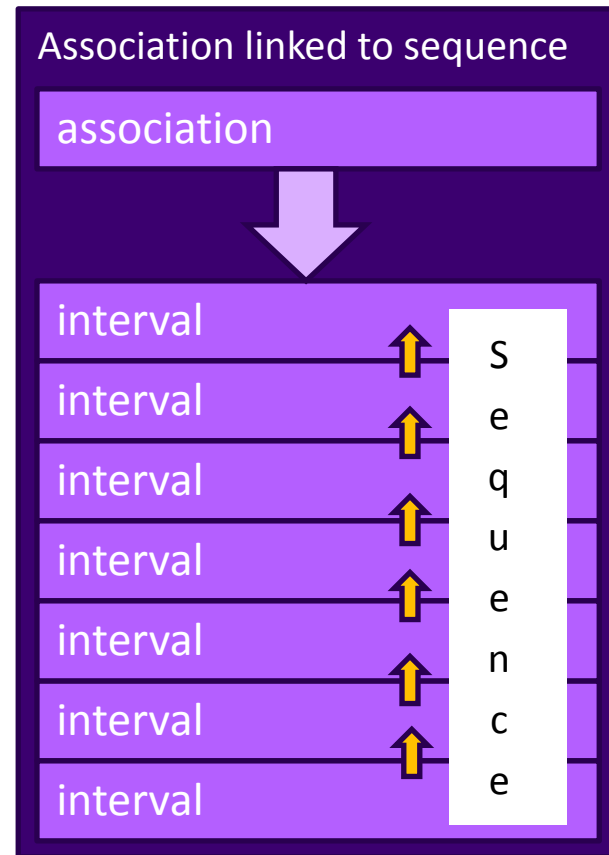 Association linked to sequence
association
interval
interval
interval
interval
interval
interval
interval
S
e
q
u
e
n
c
e